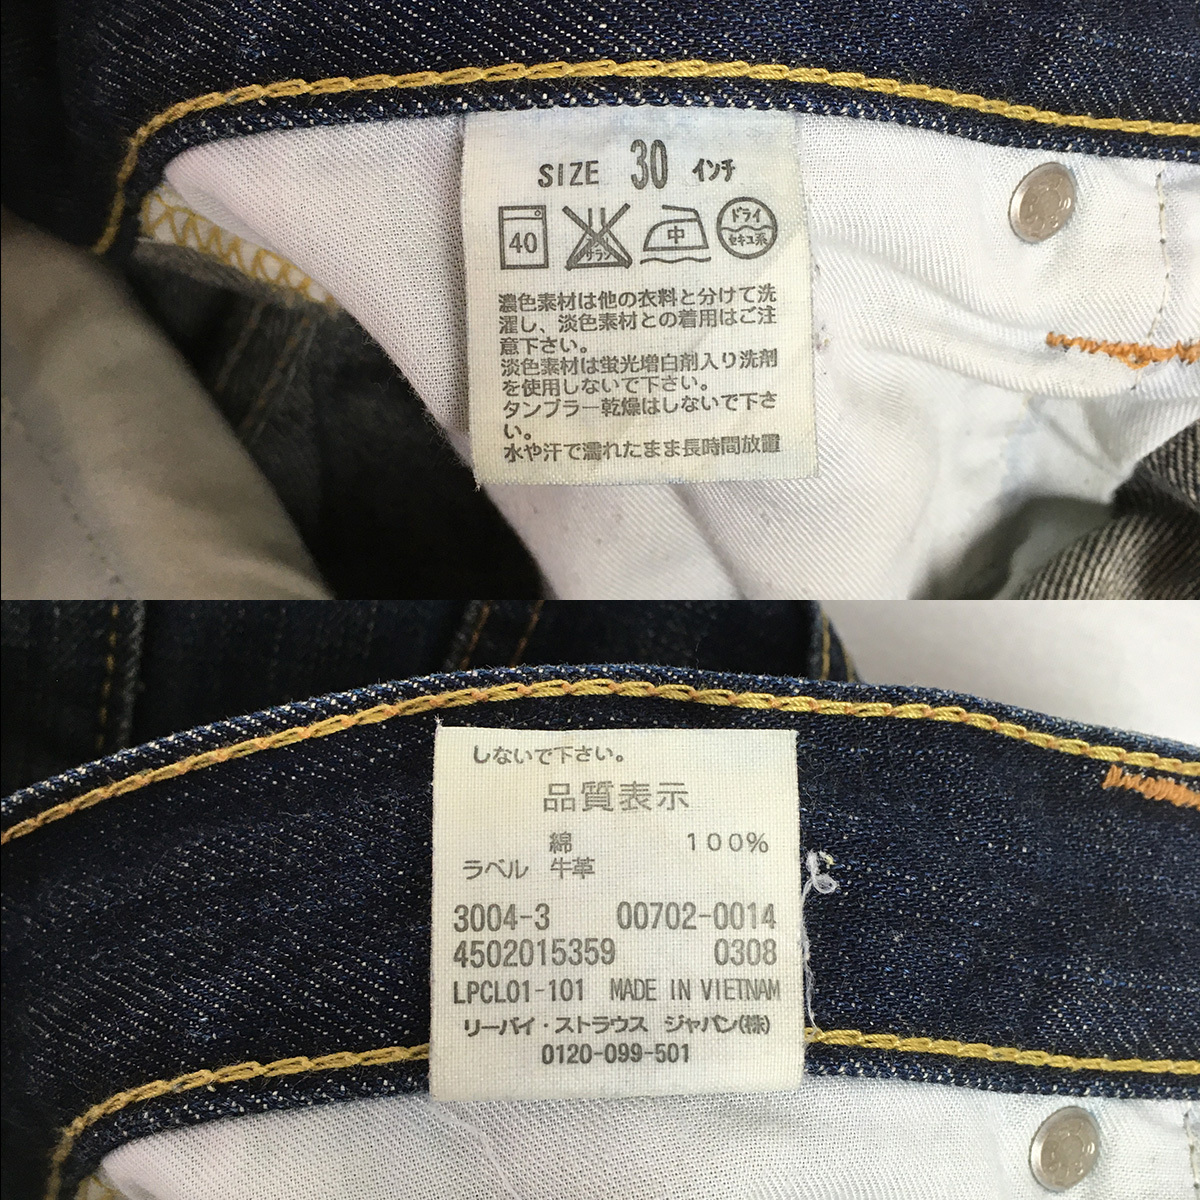 SIZE 30 インチ
40 エンソサラシ 中 ドライ セキユ系
濃色素材は他の衣料と分けて洗
濯し、淡色素材との着用はご注
意下さい。
淡色素材は蛍光増白剤入り洗剤
を使用しないで下さい。
タンブラー乾燥はしないで下さ
い。
水や汗で濡れたまま長時間放置
しないで下さい。
品質表示
綿 100%
ラベル 牛革
3004-3 00702-0014
4502015359 0308
LPCL01-101 MADE IN VIETNAM
リーバイ・ストラウス ジャパン(株)
0120-099-501